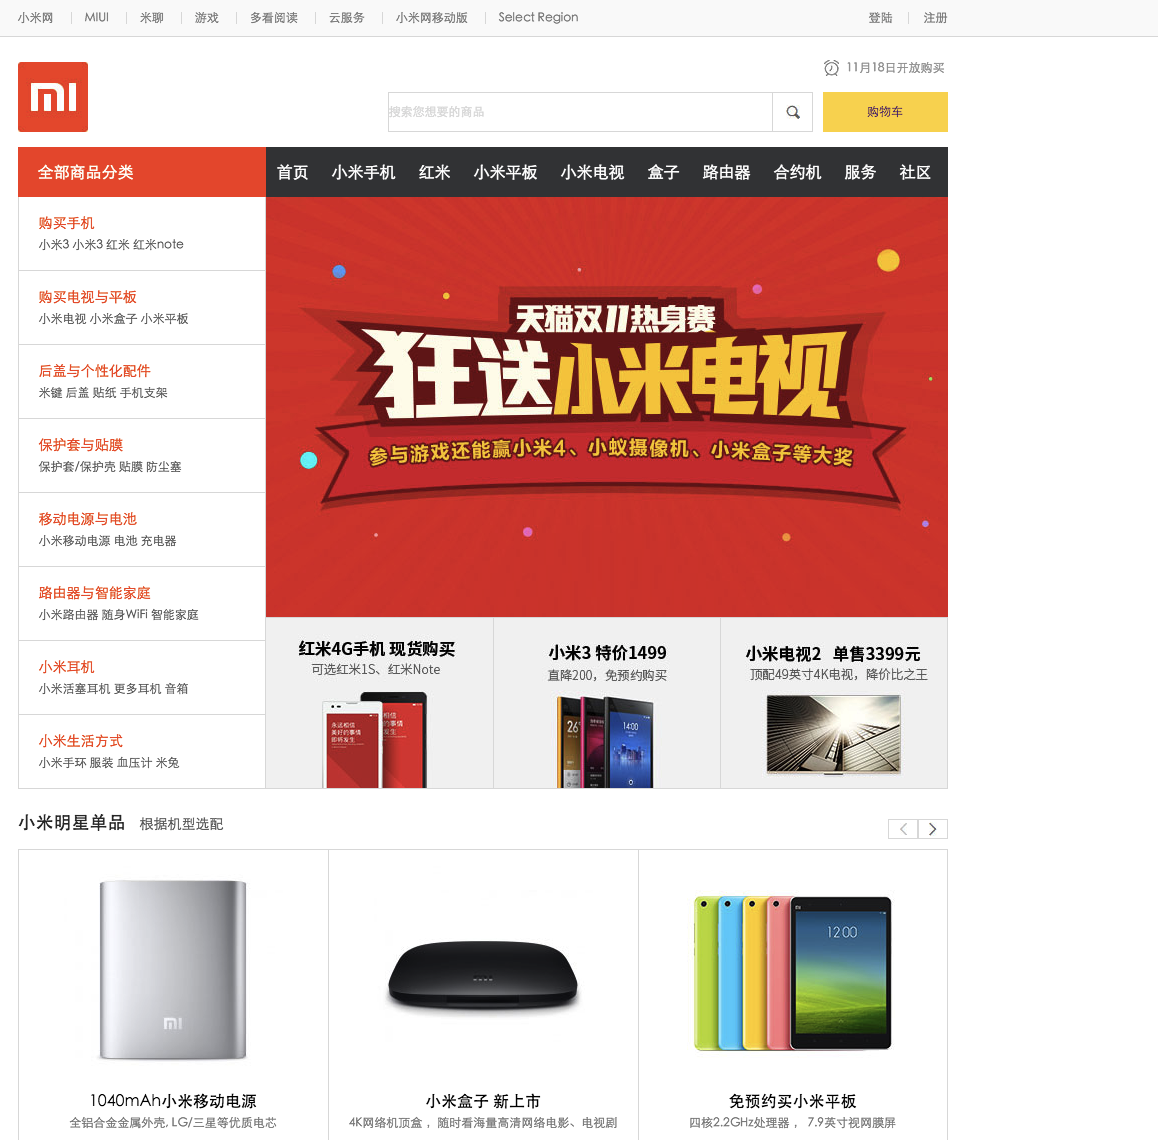 小米网 MIUI 米聊 游戏 多看阅读 云服务 小米网移动版 Select Region 登陆 注册
11月18日开放购买
搜索您想要的商品
购物车
全部商品分类 首页 小米手机 红米 小米平板 小米电视 盒子 路由器 合约机 服务 社区
购买手机
小米3 小米3 红米 红米note
购买电视与平板
小米电视 小米盒子 小米平板
后盖与个性化配件
米键 后盖 贴纸 手机支架
保护套与贴膜
保护套/保护壳 贴膜 防尘塞
移动电源与电池
小米移动电源 电池 充电器
路由器与智能家庭
小米路由器 随身WiFi 智能家庭
小米耳机
小米活塞耳机 更多耳机 音箱
小米生活方式
小米手环 服装 血压计 米兔
天猫双11热身赛
狂送小米电视
参与游戏还能赢小米4、小蚁摄像机、小米盒子等大奖
红米4G手机 现货购买
可选红米1S、红米Note
永远相信
美好的事情
即将发生
小米3 特价1499
直降200，免预约购买
26°
14:00
小米电视2 单售3399元
顶配49英寸4K电视，降价比之王
小米明星单品 根据机型选配
12:00
1040mAh小米移动电源
全铝合金金属外壳, LG/三星等优质电芯
小米盒子 新上市
4K网络机顶盒， 随时看海量高清网络电影、电视剧
免预约买小米平板
四核2.2GHz处理器， 7.9英寸视网膜屏